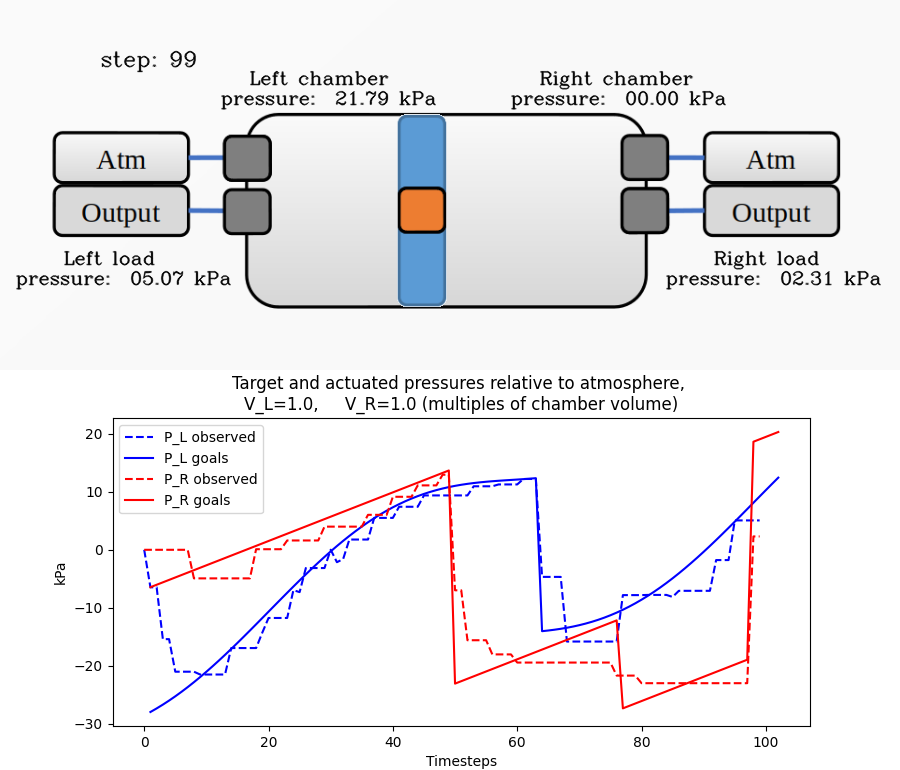 step: 99
Left chamber
pressure: 21.79 kPa
Right chamber
pressure: 00.00 kPa
Atm
Output
Atm
Output
Left load
pressure: 05.07 kPa
Right load
pressure: 02.31 kPa
Target and actuated pressures relative to atmosphere,
V_L=1.0, V_R=1.0 (multiples of chamber volume)
P_L observed
P_L goals
P_R observed
P_R goals
20
10
0
−10
−20
−30
kPa
0 20 40 60 80 100
Timesteps